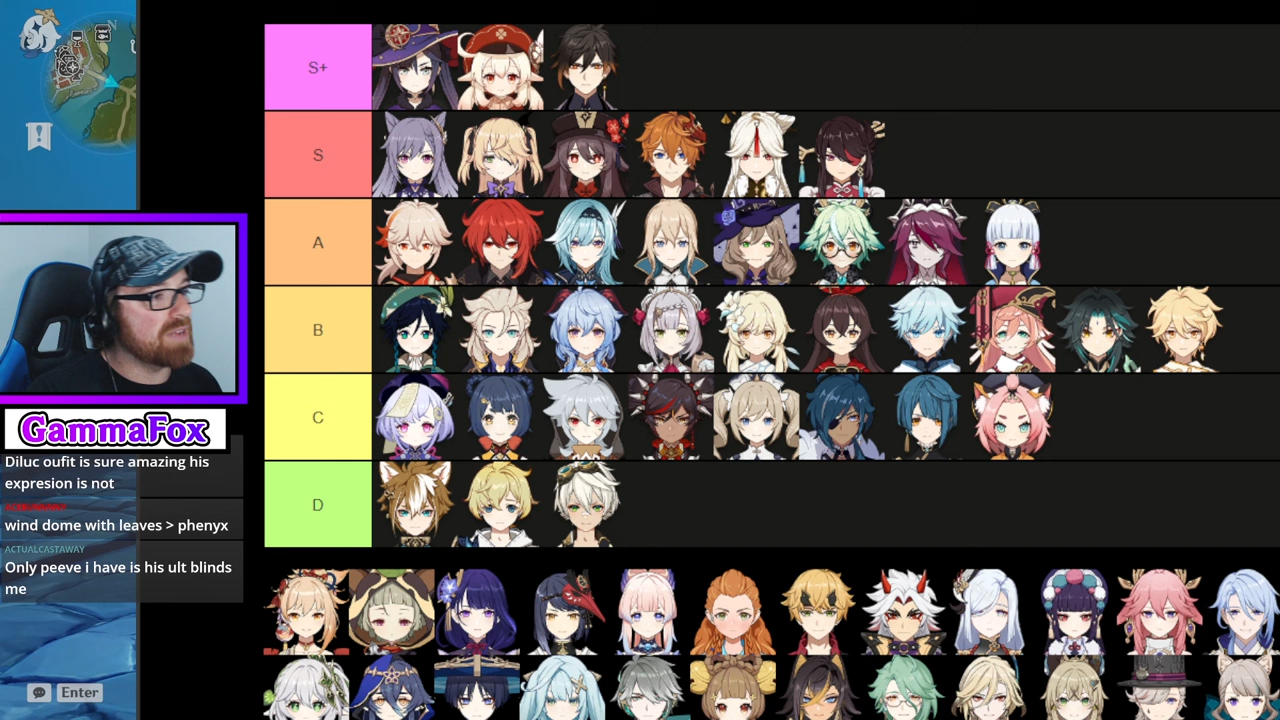 N
S+
S
A
B
C
D
GammaFox
Diluc oufit is sure amazing his
expresion is not
wind dome with leaves > phenyx
ACTUALCASTAWAY
Only peeve i have is his ult blinds
me
Enter